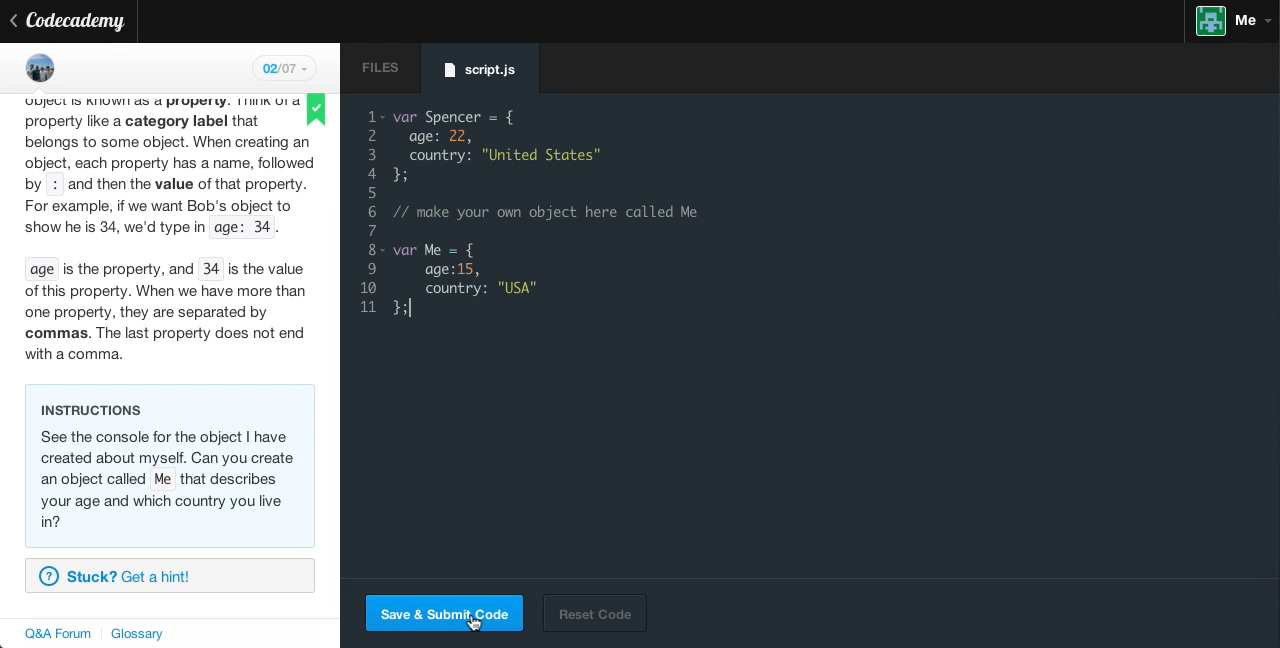 Codecademy
Me
02/07
FILES
script.js
object is known as a property. Think of a
property like a category label that
belongs to some object. When creating an
object, each property has a name, followed
by : and then the value of that property.
For example, if we want Bob's object to
show he is 34, we'd type in age: 34.
age is the property, and 34 is the value
of this property. When we have more than
one property, they are separated by
commas. The last property does not end
with a comma.
INSTRUCTIONS
See the console for the object I have
created about myself. Can you create
an object called Me that describes
your age and which country you live
in?
? Stuck? Get a hint!
Q&A Forum
Glossary
1 var Spencer = {
2 age: 22,
3 country: "United States"
4 };
5
6 // make your own object here called Me
7
8 var Me = {
9 age:15,
10 country: "USA"
11 };
Save & Submit Code
Reset Code